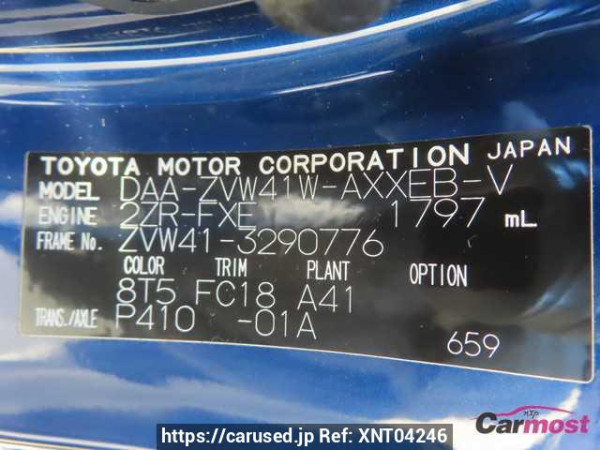 TOYOTA MOTOR CORPORATION JAPAN
MODEL DAA-ZVW41W-AXXEB-V
ENGINE 2ZR-FXE 1797 mL
FRAME No. ZVW41-3290776
COLOR TRIM PLANT OPTION
8T5 FC18 A41
TRANS./AXLE P410 -01A
659
Carmost
https://carused.jp Ref: XNT04246